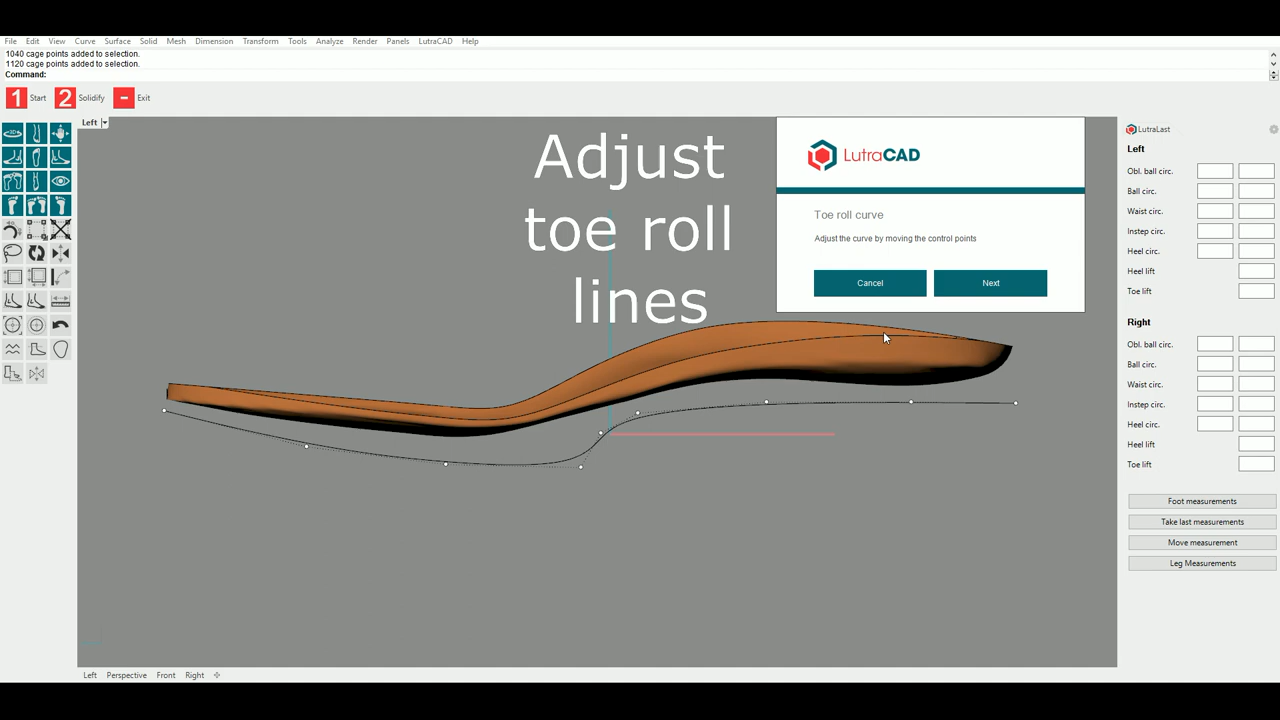 File Edit View Curve Surface Solid Mesh Dimension Transform Tools Analyze Render Panels LutraCAD Help
1040 cage points added to selection.
1120 cage points added to selection.
Command:
1 Start 2 Solidify - Exit
Left
Adjust
toe roll
lines
LutraCAD
Toe roll curve
Adjust the curve by moving the control points
Cancel Next
LutraLast
Left
Obl. ball circ.
Ball circ.
Waist circ.
Instep circ.
Heel circ.
Heel lift
Toe lift
Right
Obl. ball circ.
Ball circ.
Waist circ.
Instep circ.
Heel circ.
Heel lift
Toe lift
Foot measurements
Take last measurements
Move measurement
Leg Measurements
Left Perspective Front Right